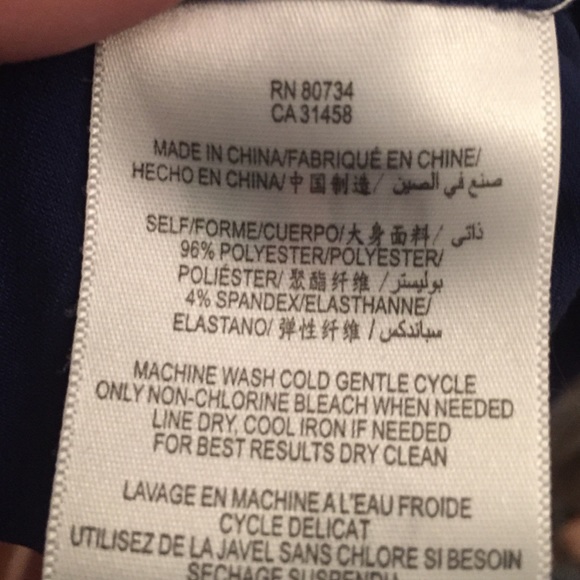 RN 80734
CA 31458
MADE IN CHINA/FABRIQUÉ EN CHINE/
HECHO EN CHINA/中国制造/ صنع في الصين
SELF/FORME/CUERPO/大身面料/ ذاتي
96% POLYESTER/POLYESTER/
POLIÉSTER/ 聚酯纤维 /بوليستر
4% SPANDEX/ELASTHANNE/
ELASTANO/ 弹性纤维 / سباندكس
MACHINE WASH COLD GENTLE CYCLE
ONLY NON-CHLORINE BLEACH WHEN NEEDED
LINE DRY, COOL IRON IF NEEDED
FOR BEST RESULTS DRY CLEAN
LAVAGE EN MACHINE A L'EAU FROIDE
CYCLE DELICAT
UTILISEZ DE LA JAVEL SANS CHLORE SI BESOIN
SECHAGE SUSPENDU